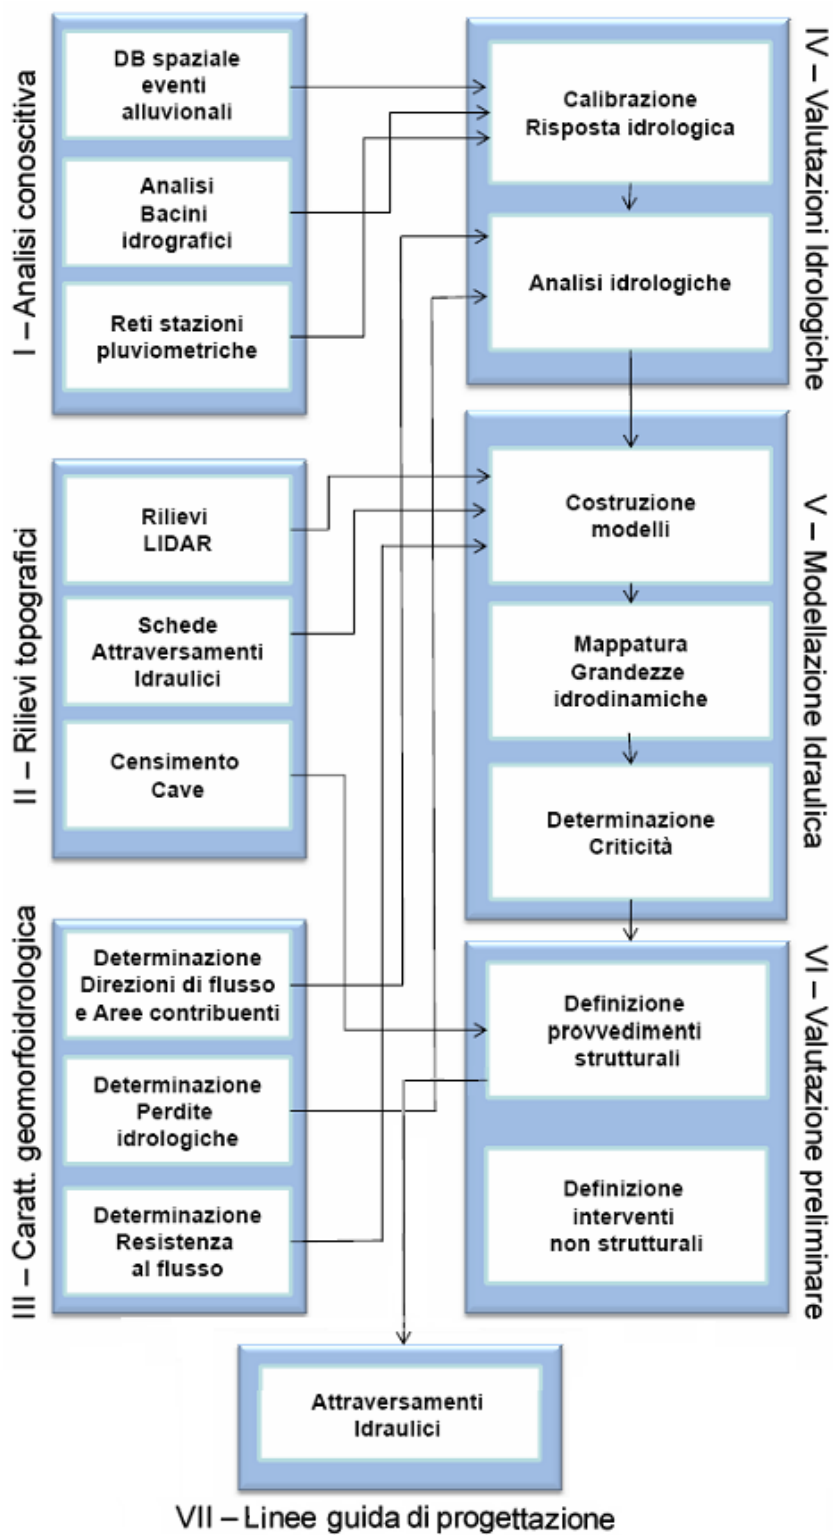 I – Analisi conoscitiva
DB spaziale
eventi
alluvionali
Analisi
Bacini
idrografici
Reti stazioni
pluviometriche
II – Rilievi topografici
Rilievi
LIDAR
Schede
Attraversamenti
Idraulici
Censimento
Cave
III – Caratt. geomorfoidrologica
Determinazione
Direzioni di flusso
e Aree contribuenti
Determinazione
Perdite
idrologiche
Determinazione
Resistenza
al flusso
IV – Valutazioni Idrologiche
Calibrazione
Risposta idrologica
Analisi idrologiche
V – Modellazione Idraulica
Costruzione
modelli
Mappatura
Grandezze
idrodinamiche
Determinazione
Criticità
VI – Valutazione preliminare
Definizione
provvedimenti
strutturali
Definizione
interventi
non strutturali
Attraversamenti
Idraulici
VII – Linee guida di progettazione